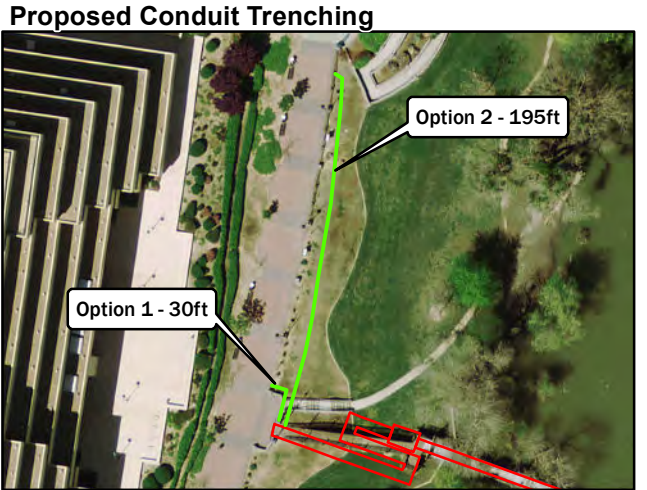 Proposed Conduit Trenching
Option 2 - 195ft
Option 1 - 30ft